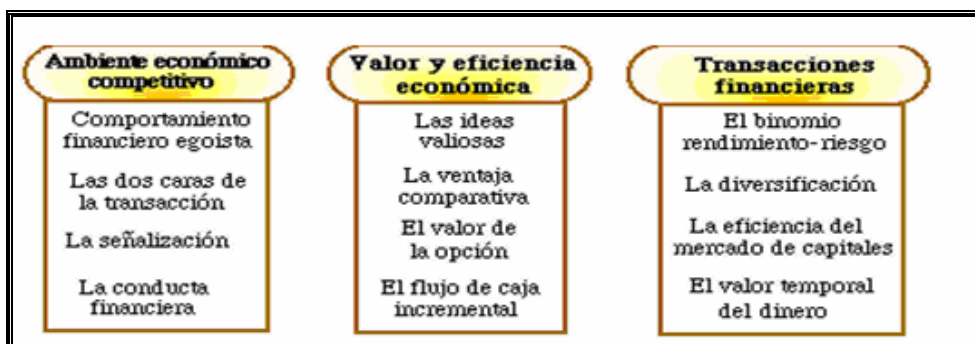 Ambiente económico
competitivo
Comportamiento
financiero egoista
Las dos caras de
la transacción
La señalización
La conducta
financiera
Valor y eficiencia
económica
Las ideas
valiosas
La ventaja
comparativa
El valor de
la opción
El flujo de caja
incremental
Transacciones
financieras
El binomio
rendimiento-riesgo
La diversificación
La eficiencia del
mercado de capitales
El valor temporal
del dinero